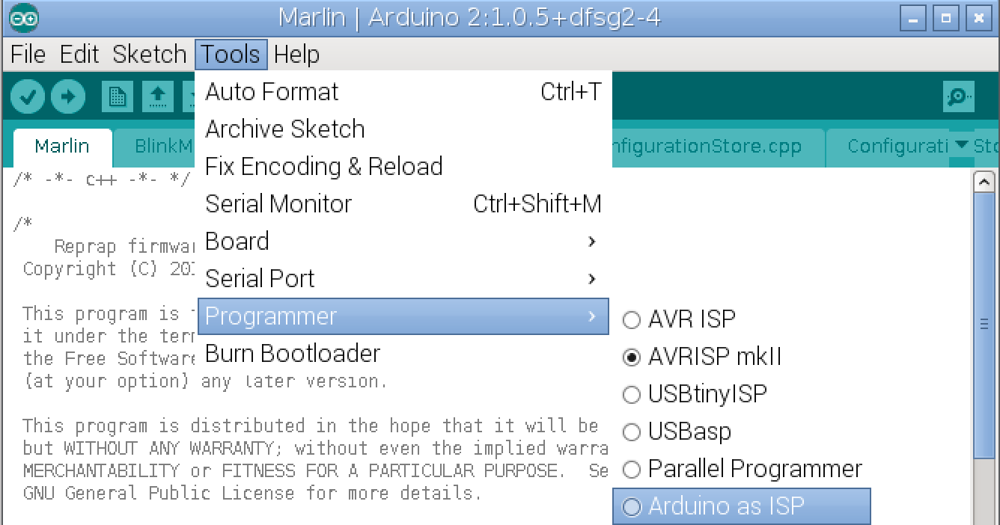 Marlin | Arduino 2:1.0.5+dfsg2-4
File Edit Sketch Tools Help
Auto Format Ctrl+T
Archive Sketch
Fix Encoding & Reload
Serial Monitor Ctrl+Shift+M
Board
Serial Port
Programmer
Burn Bootloader
AVR ISP
AVRISP mkII
USBtinyISP
USBasp
Parallel Programmer
Arduino as ISP
Marlin BlinkM nfigurationStore.cpp Configurati Sto
/* -*- c++ -*- */
/*
Reprap firmwar
Copyright (C) 201
This program is
it under the term
the Free Software
(at your option) any later version.
This program is distributed in the hope that it will be
but WITHOUT ANY WARRANTY; without even the implied warra
MERCHANTABILITY or FITNESS FOR A PARTICULAR PURPOSE. Se
GNU General Public License for more details.